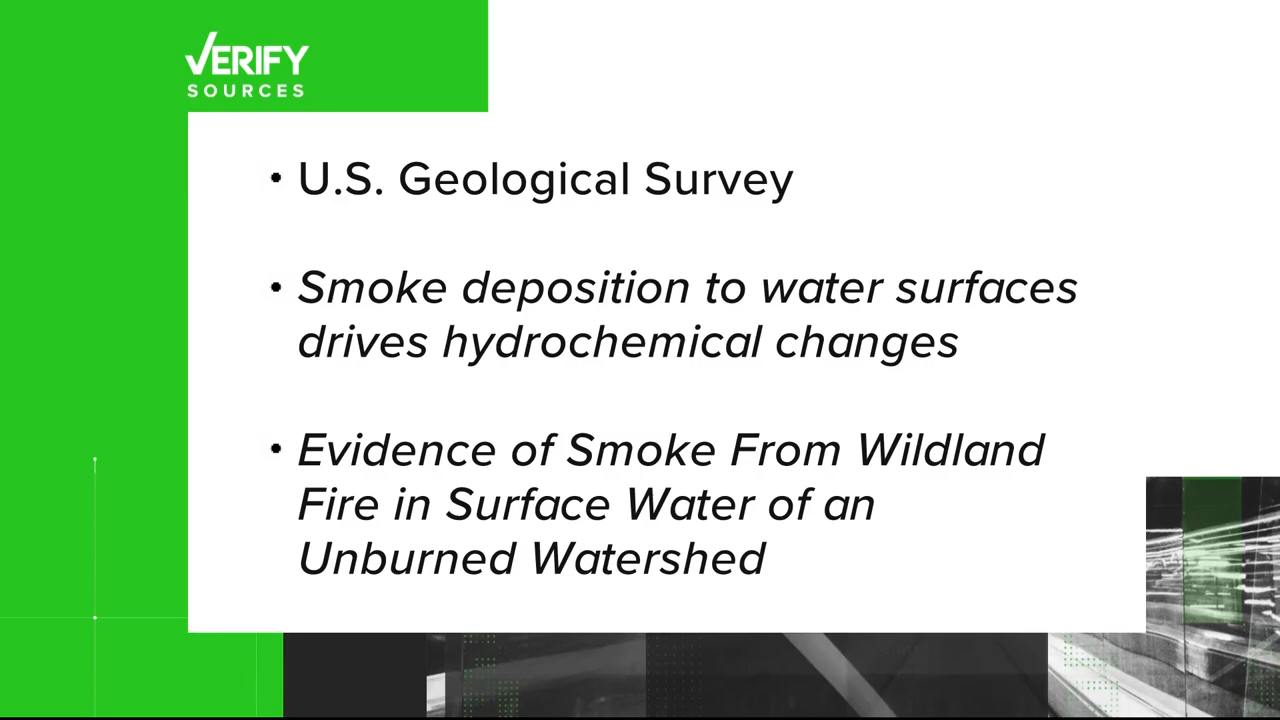 VERIFY
SOURCES
• U.S. Geological Survey
• Smoke deposition to water surfaces
drives hydrochemical changes
• Evidence of Smoke From Wildland
Fire in Surface Water of an
Unburned Watershed